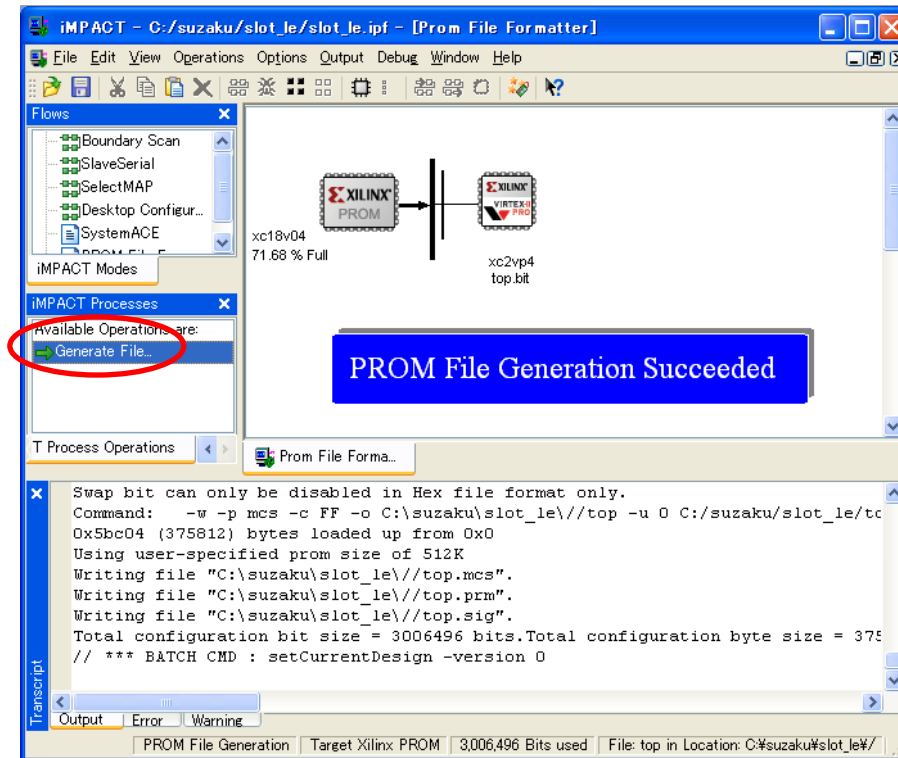 iMPACT - C:/suzaku/slot_le/slot_le.ipf - [Prom File Formatter]
File Edit View Operations Options Output Debug Window Help
Flows
Boundary Scan
SlaveSerial
SelectMAP
Desktop Configur...
SystemACE
iMPACT Modes
iMPACT Processes
Available Operations are:
Generate File...
T Process Operations
XILINX
PROM
xc18v04
71.68 % Full
XILINX
VIRTEX-II
PRO
xc2vp4
top.bit
PROM File Generation Succeeded
Prom File Forma...
Swap bit can only be disabled in Hex file format only.
Command: -w -p mcs -c FF -o C:\suzaku\slot_le\//top -u 0 C:/suzaku/slot_le/to
0x5bc04 (375812) bytes loaded up from 0x0
Using user-specified prom size of 512K
Writing file "C:\suzaku\slot_le\//top.mcs".
Writing file "C:\suzaku\slot_le\//top.prm".
Writing file "C:\suzaku\slot_le\//top.sig".
Total configuration bit size = 3006496 bits.Total configuration byte size = 375
// *** BATCH CMD : setCurrentDesign -version 0
Transcript
Output Error Warning
PROM File Generation Target Xilinx PROM 3,006,496 Bits used File: top in Location: C:¥suzaku¥slot_le¥/